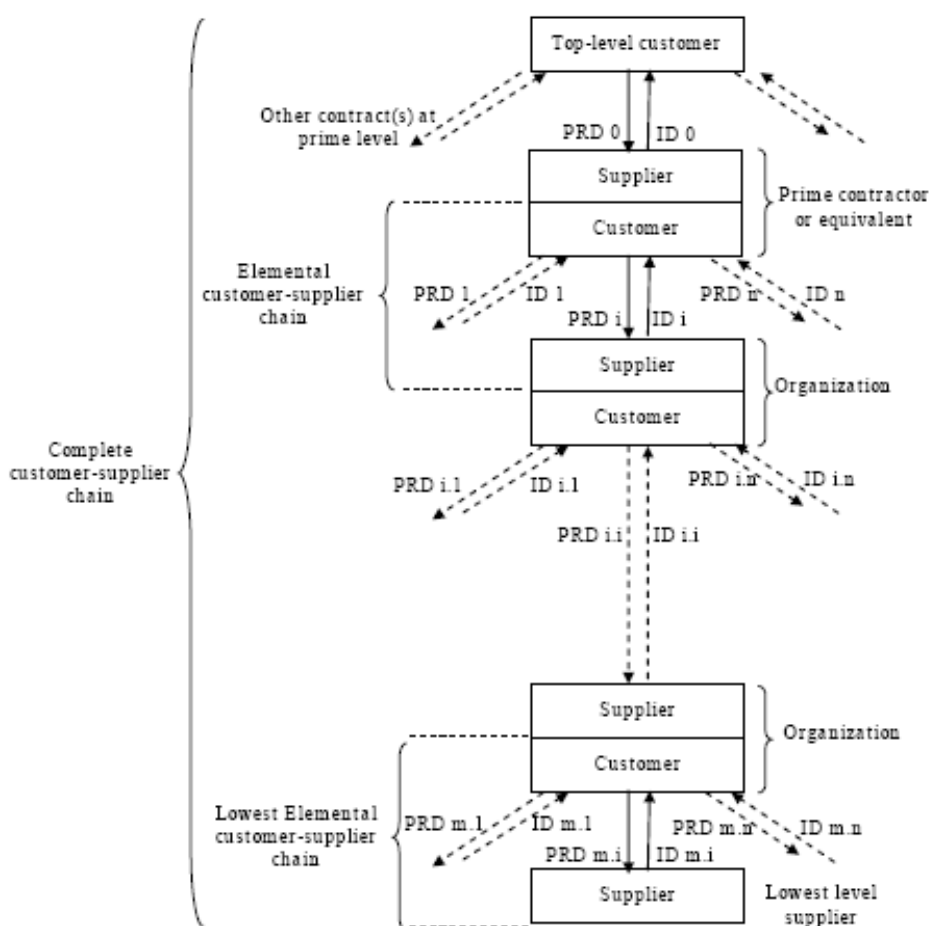 Top-level customer
Other contract(s) at
prime level
PRD 0
ID 0
Supplier
Customer
Prime contractor
or equivalent
Elemental
customer-supplier
chain
PRD 1
ID 1
PRD i
ID i
PRD n
ID n
Supplier
Customer
Organization
Complete
customer-supplier
chain
PRD i.1
ID i.1
PRD i.i
ID i.i
PRD i.n
ID i.n
Supplier
Customer
Organization
Lowest Elemental
customer-supplier
chain
PRD m.1
ID m.1
PRD m.i
ID m.i
PRD m.n
ID m.n
Supplier
Lowest level
supplier